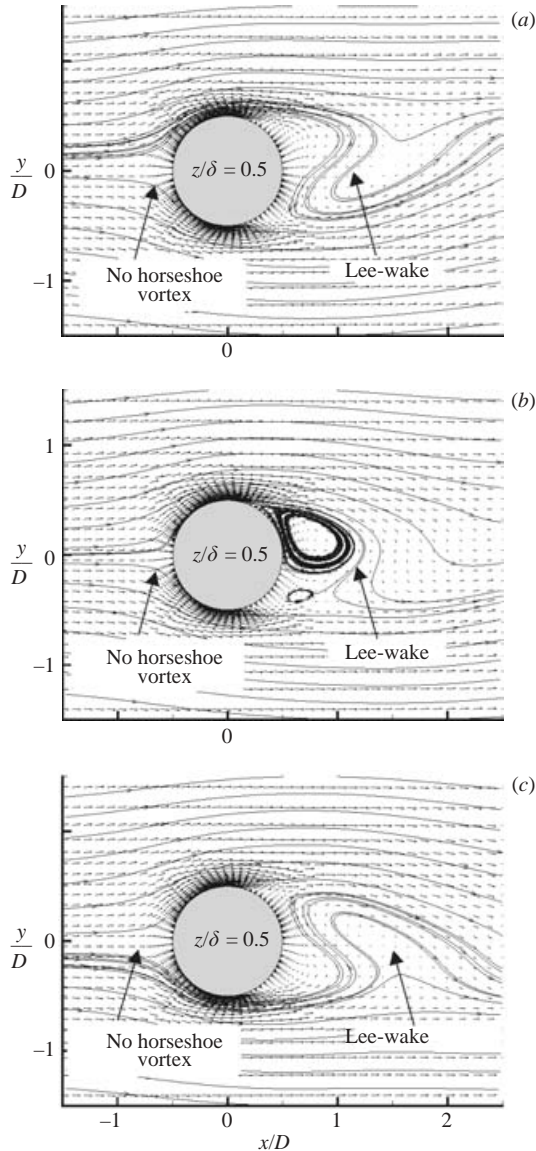 (a)
y/D
0
−1
z/δ = 0.5
No horseshoe
vortex
Lee-wake
0
(b)
1
y/D
0
−1
z/δ = 0.5
No horseshoe
vortex
Lee-wake
0
(c)
y/D
0
−1
z/δ = 0.5
No horseshoe
vortex
Lee-wake
−1
0
1
2
x/D